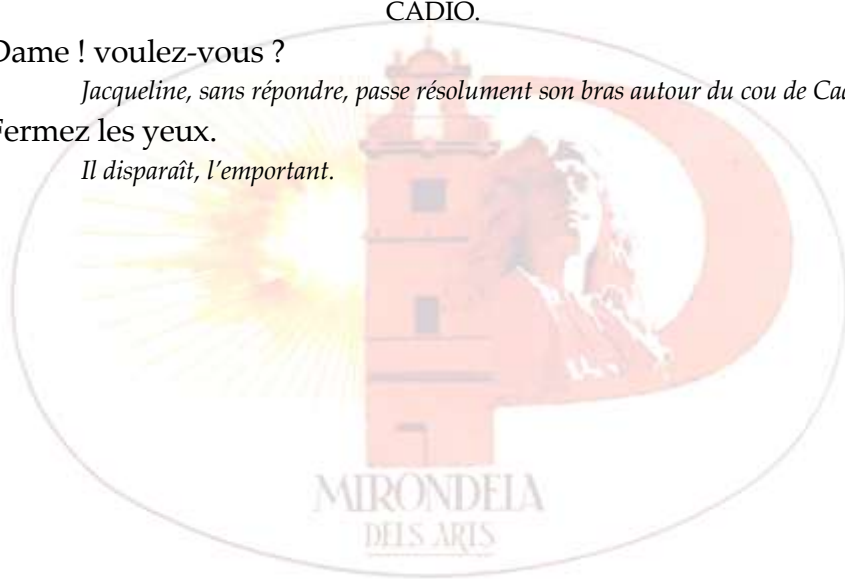 CADIO.
Dame ! voulez-vous ?
Jacqueline, sans répondre, passe résolument son bras autour du cou de
Fermez les yeux.
Il disparaît, l’emportant.
MIRONDELA
DELS ARTS